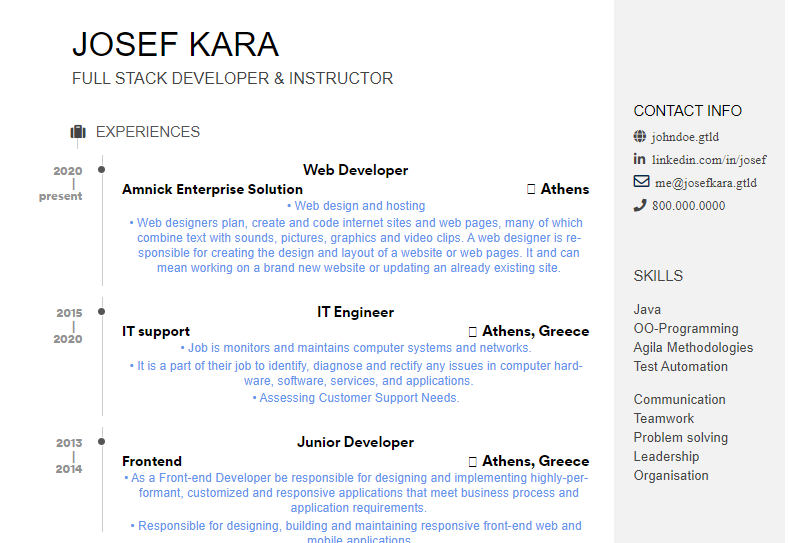 JOSEF KARA
FULL STACK DEVELOPER & INSTRUCTOR
EXPERIENCES
2020
|
present
Web Developer
Amnick Enterprise Solution Athens
• Web design and hosting
• Web designers plan, create and code internet sites and web pages, many of which
combine text with sounds, pictures, graphics and video clips. A web designer is re-
sponsible for creating the design and layout of a website or web pages. It and can
mean working on a brand new website or updating an already existing site.
2015
|
2020
IT Engineer
IT support Athens, Greece
• Job is monitors and maintains computer systems and networks.
• It is a part of their job to identify, diagnose and rectify any issues in computer hard-
ware, software, services, and applications.
• Assessing Customer Support Needs.
2013
|
2014
Junior Developer
Frontend Athens, Greece
• As a Front-end Developer be responsible for designing and implementing highly-per-
formant, customized and responsive applications that meet business process and
application requirements.
• Responsible for designing, building and maintaining responsive front-end web and
mobile applications
CONTACT INFO
johndoe.gtld
linkedin.com/in/josef
me@josefkara.gtld
800.000.0000
SKILLS
Java
OO-Programming
Agila Methodologies
Test Automation
Communication
Teamwork
Problem solving
Leadership
Organisation